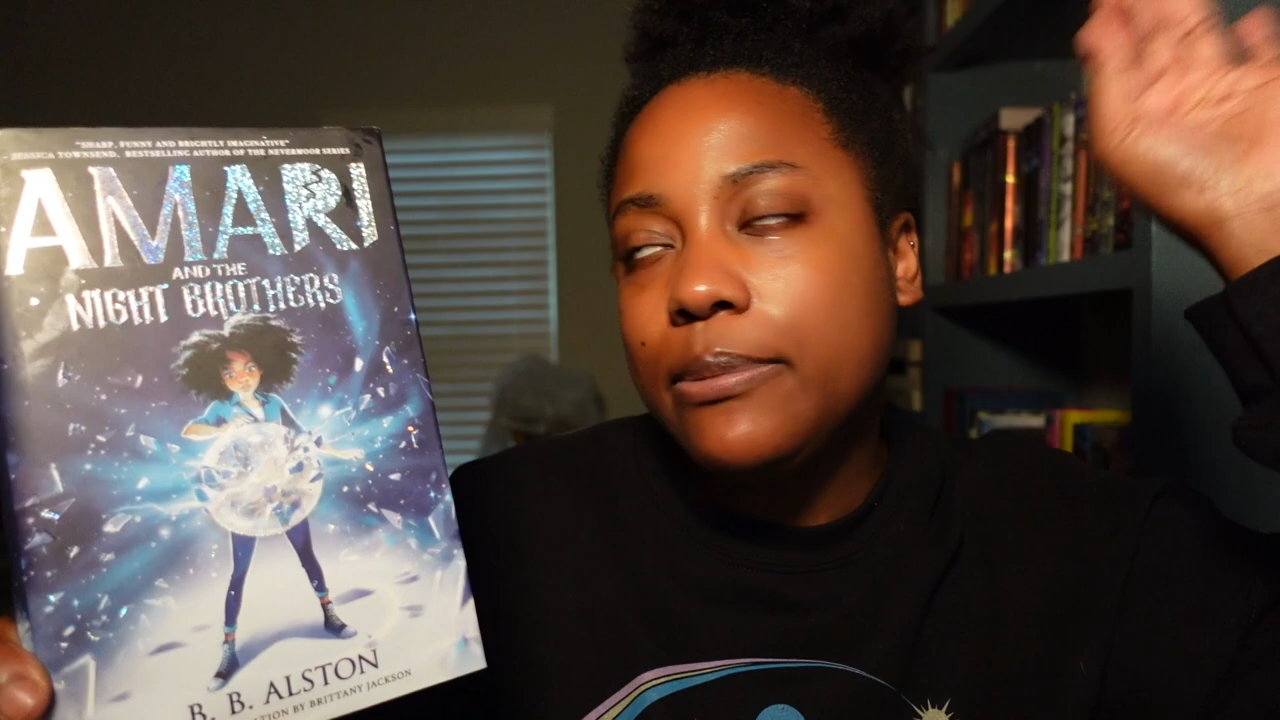 "SHARP, FUNNY AND BRIGHTLY IMAGINATIVE"
JESSICA TOWNSEND, BESTSELLING AUTHOR OF THE NEVERMOOR SERIES
AMARI
AND THE
NIGHT BROTHERS
B. B. ALSTON
BY BRITTANY JACKSON